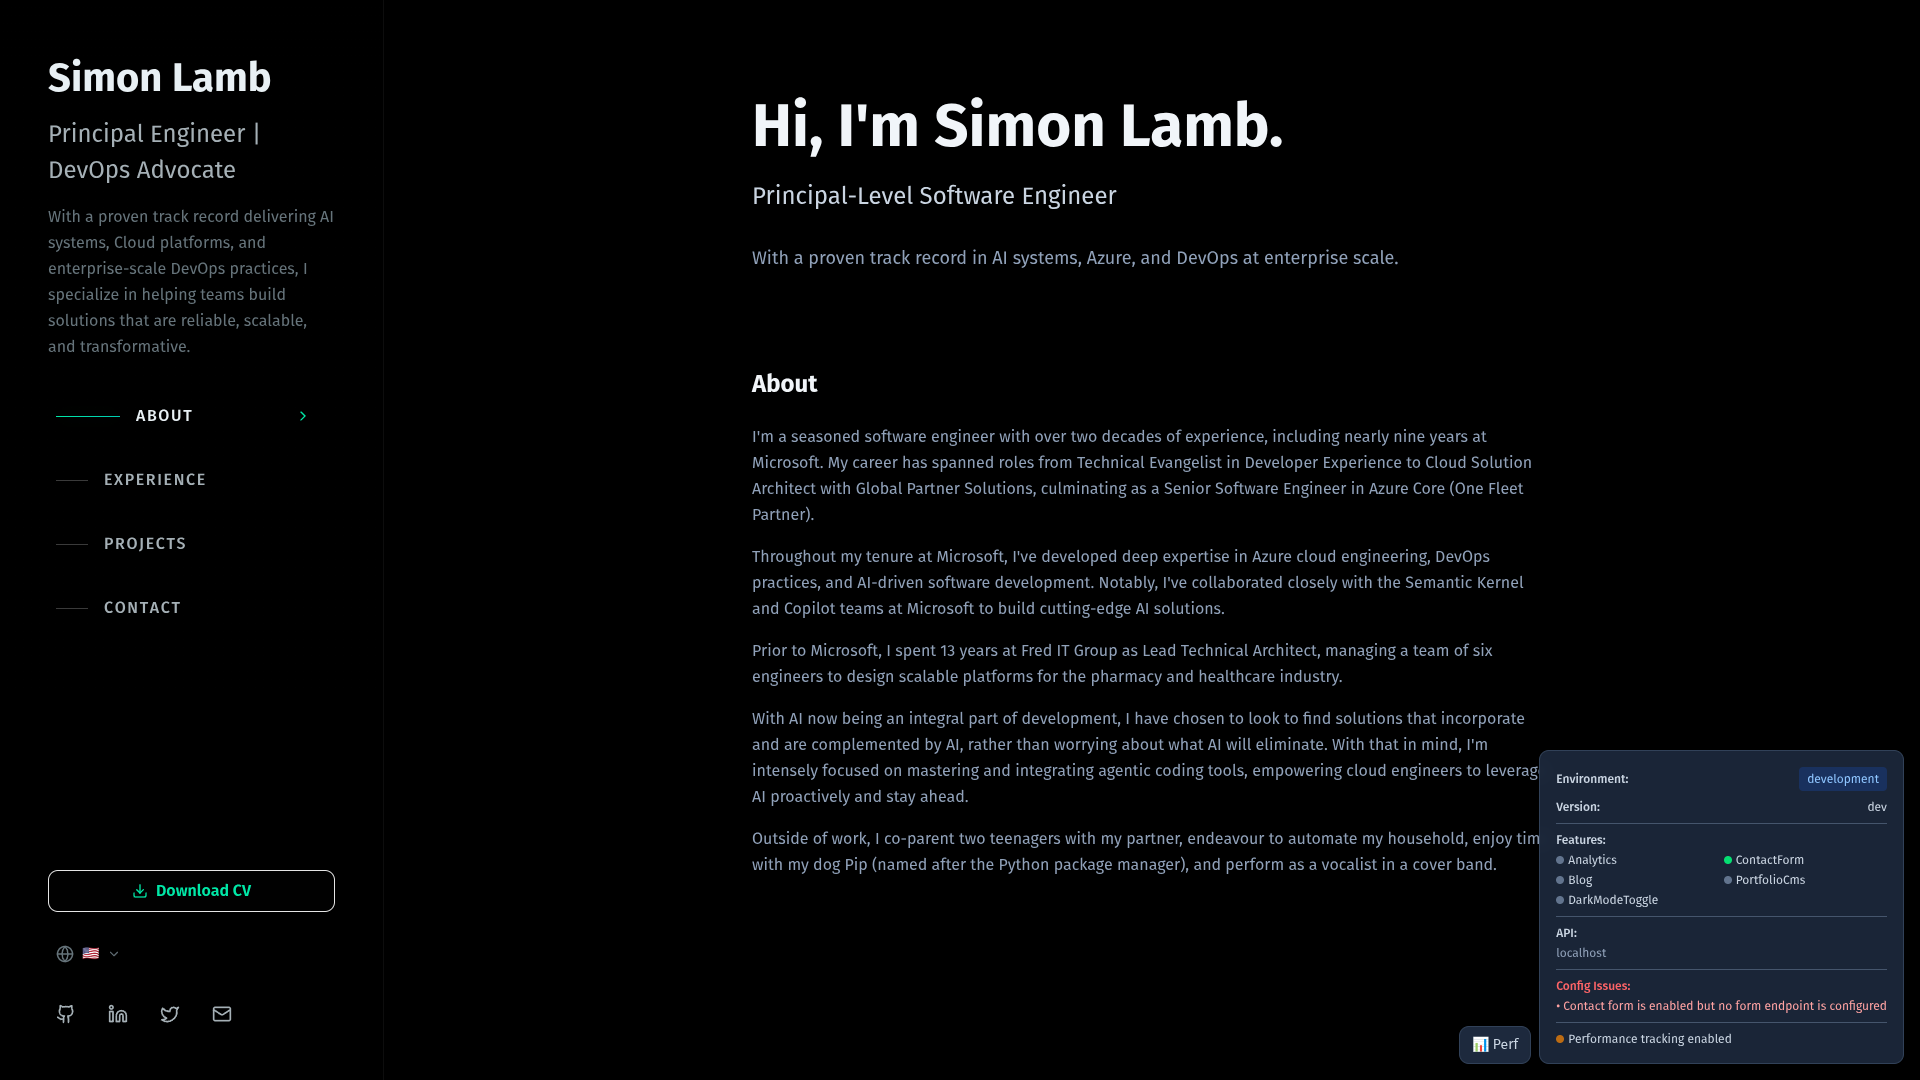 Simon Lamb
Principal Engineer |
DevOps Advocate
With a proven track record delivering AI
systems, Cloud platforms, and
enterprise-scale DevOps practices, I
specialize in helping teams build
solutions that are reliable, scalable,
and transformative.
ABOUT
EXPERIENCE
PROJECTS
CONTACT
Download CV
Hi, I'm Simon Lamb.
Principal-Level Software Engineer
With a proven track record in AI systems, Azure, and DevOps at enterprise scale.
About
I'm a seasoned software engineer with over two decades of experience, including nearly nine years at
Microsoft. My career has spanned roles from Technical Evangelist in Developer Experience to Cloud Solution
Architect with Global Partner Solutions, culminating as a Senior Software Engineer in Azure Core (One Fleet
Partner).
Throughout my tenure at Microsoft, I've developed deep expertise in Azure cloud engineering, DevOps
practices, and AI-driven software development. Notably, I've collaborated closely with the Semantic Kernel
and Copilot teams at Microsoft to build cutting-edge AI solutions.
Prior to Microsoft, I spent 13 years at Fred IT Group as Lead Technical Architect, managing a team of six
engineers to design scalable platforms for the pharmacy and healthcare industry.
With AI now being an integral part of development, I have chosen to look to find solutions that incorporate
and are complemented by AI, rather than worrying about what AI will eliminate. With that in mind, I'm
intensely focused on mastering and integrating agentic coding tools, empowering cloud engineers to leverage
AI proactively and stay ahead.
Outside of work, I co-parent two teenagers with my partner, endeavour to automate my household, enjoy tim
with my dog Pip (named after the Python package manager), and perform as a vocalist in a cover band.
Perf
Environment: development
Version: dev
Features:
Analytics ContactForm
Blog PortfolioCms
DarkModeToggle
API:
localhost
Config Issues:
• Contact form is enabled but no form endpoint is configured
Performance tracking enabled